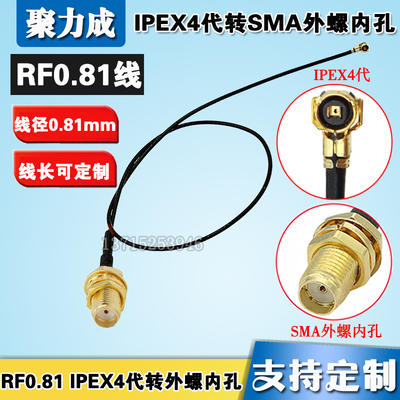 聚力成
IPEX4代转SMA外螺内孔
RF0.81线
线径0.81mm
线长可定制
IPEX4代
13715253946
SMA外螺内孔
RF0.81 IPEX4代转外螺内孔
支持定制